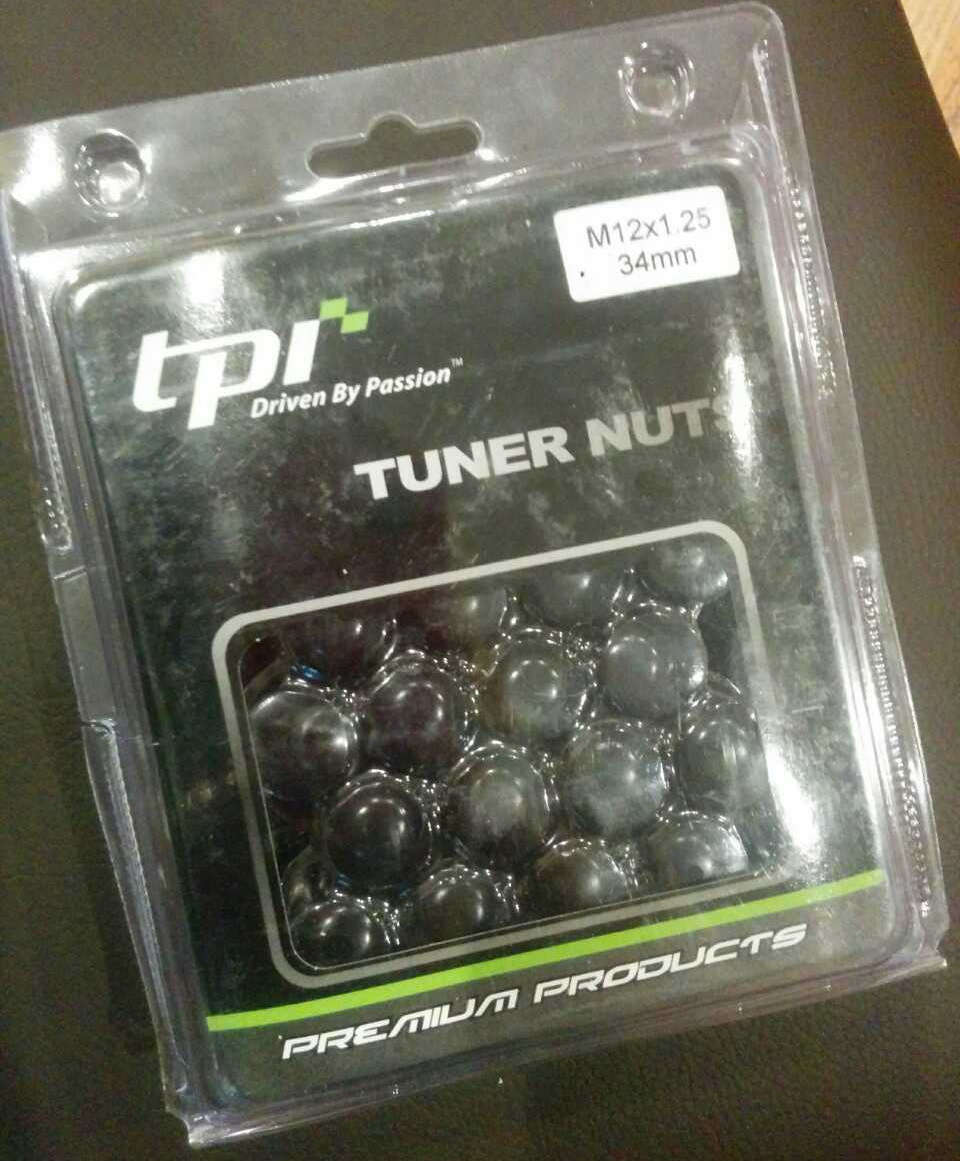 M12x1.25
34mm
tpi
Driven By Passion™
TUNER NUTS
PREMIUM PRODUCTS